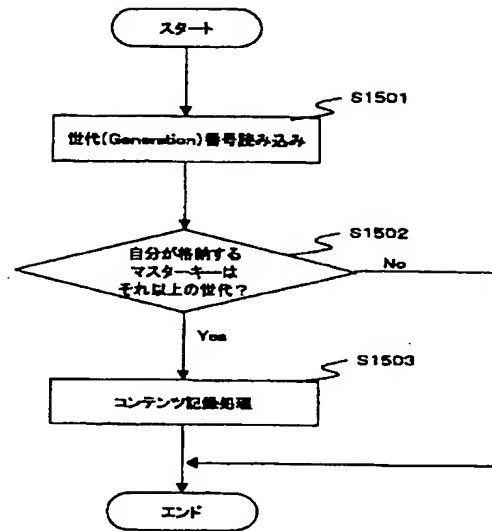 スタート
S1501
世代(Generation)番号読み込み
S1502
自分が格納する
マスターキーは
それ以上の世代？
No
Yes
S1503
コンテンツ記録処理
エンド